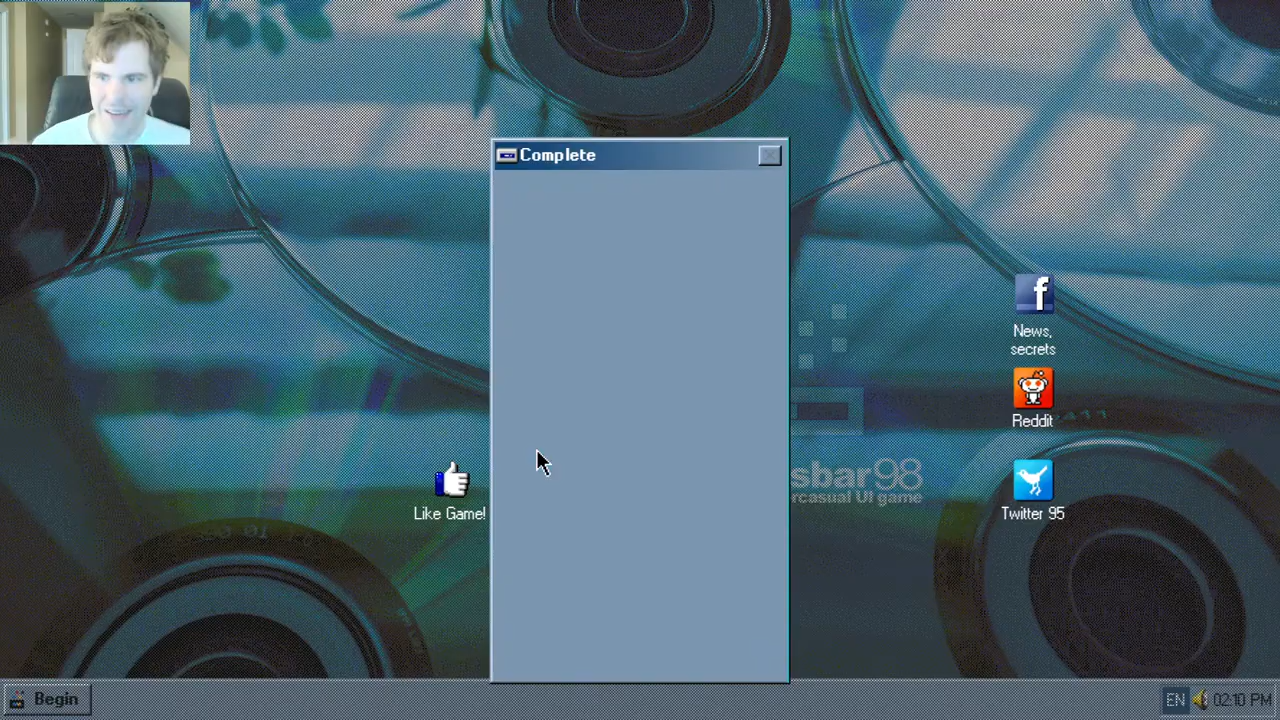 Complete
News,
secrets
Reddit
Like Game!
sbar98
rcasual UI game
Twitter 95
Begin
EN
02:10 PM